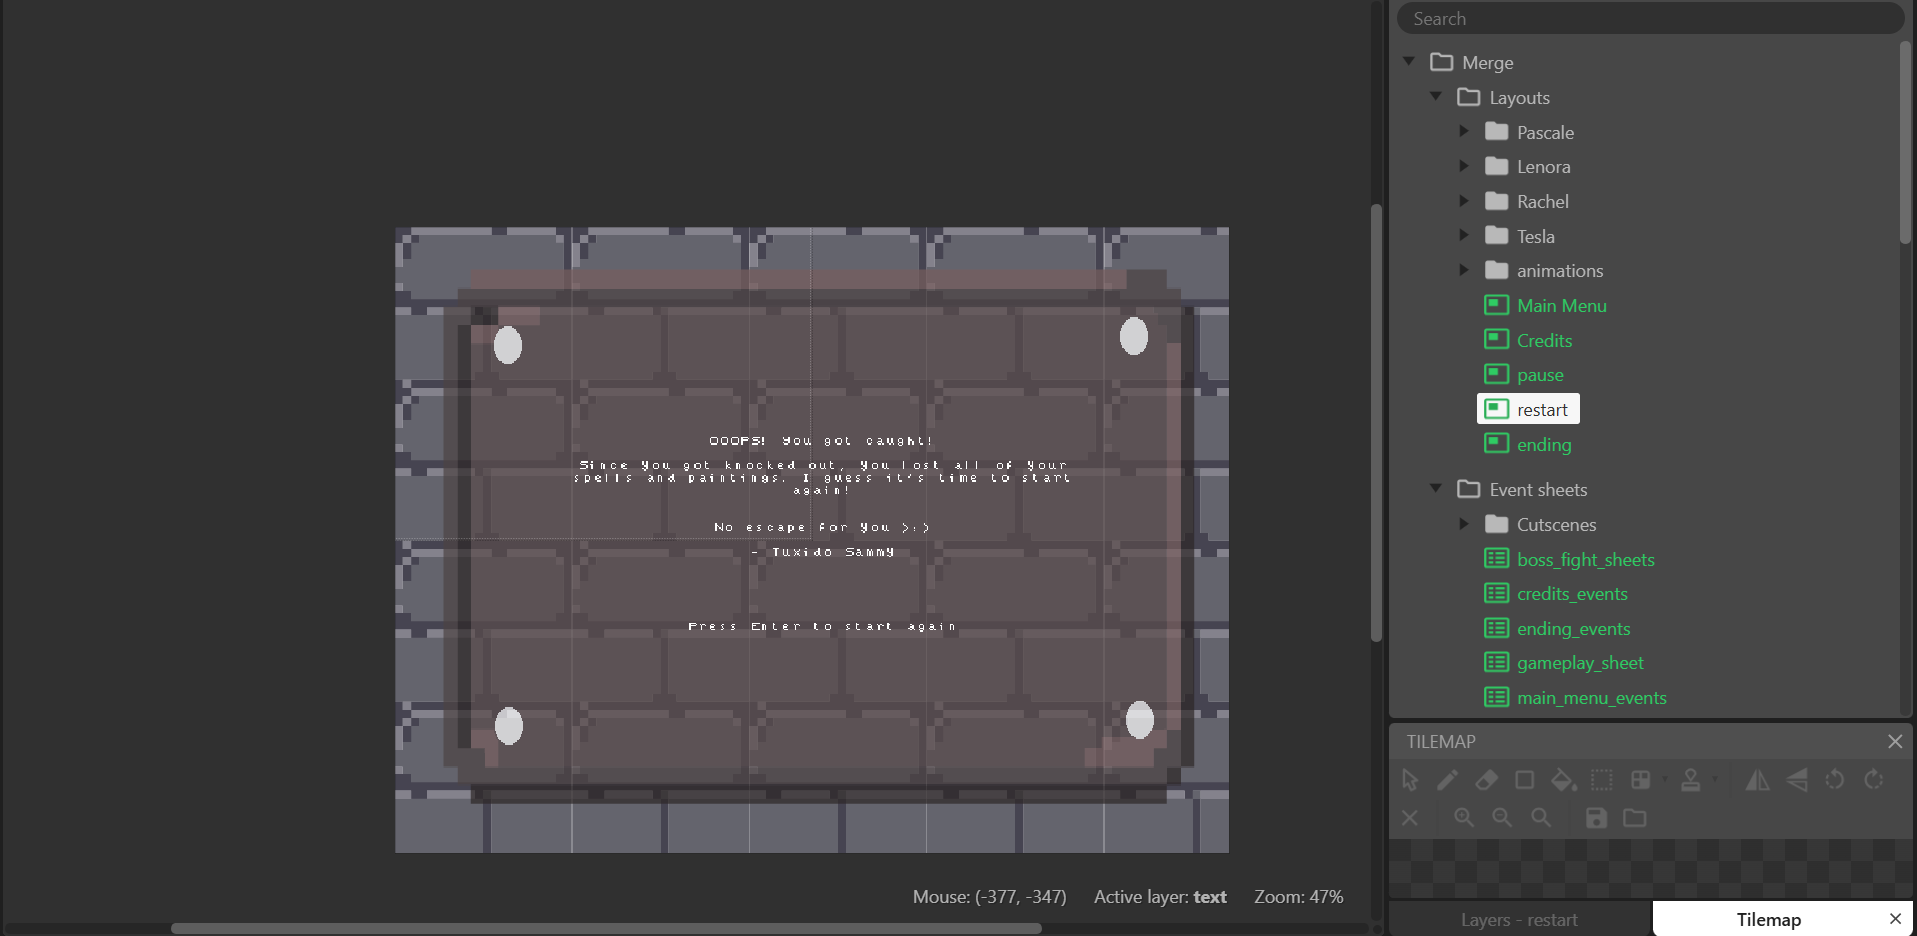 Search
Merge
Layouts
Pascale
Lenora
Rachel
Tesla
animations
Main Menu
Credits
pause
restart
ending
Event sheets
Cutscenes
boss_fight_sheets
credits_events
ending_events
gameplay_sheet
main_menu_events
OOOPS! You got caught!
Since You got knocked out, You lost all of Your
spells and paintings. I guess it's time to start
again!
No escape for You >:)
- Tuxido Sammy
Press Enter to start again
Mouse: (-377, -347) Active layer: text Zoom: 47%
TILEMAP
Layers - restart
Tilemap